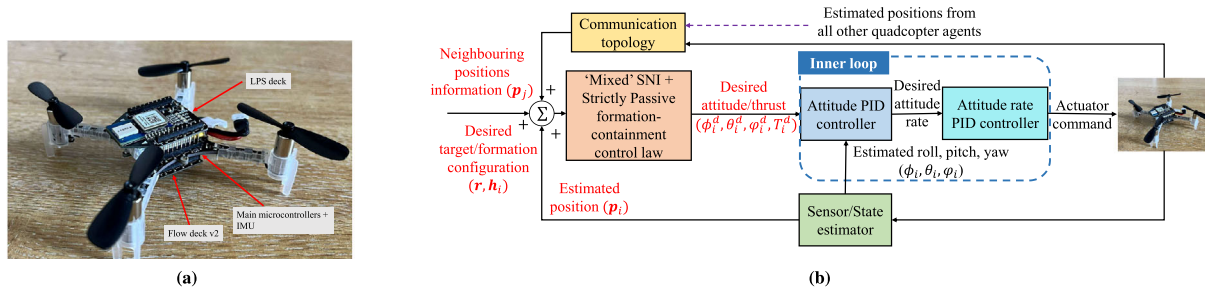 LPS deck
Main microcontrollers +
IMU
Flow deck v2
(a)
Communication
topology
Estimated positions from
all other quadcopter agents
Neighbouring
positions
information (p_j)
+
+
+
Σ
Desired
target/formation
configuration
(r, h_i)
'Mixed' SNI +
Strictly Passive
formation-
containment
control law
Desired
attitude/thrust
(ϕ_i^d, θ_i^d, φ_i^d, T_i^d)
Inner loop
Attitude PID
controller
Desired
attitude
rate
Attitude rate
PID controller
Actuator
command
Estimated roll, pitch, yaw
(ϕ_i, θ_i, φ_i)
Estimated
position (p_i)
Sensor/State
estimator
(b)